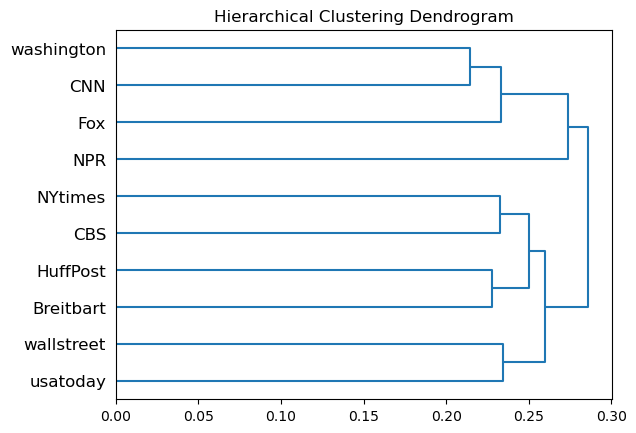 Hierarchical Clustering Dendrogram
washington
CNN
Fox
NPR
NYtimes
CBS
HuffPost
Breitbart
wallstreet
usatoday
0.00 0.05 0.10 0.15 0.20 0.25 0.30